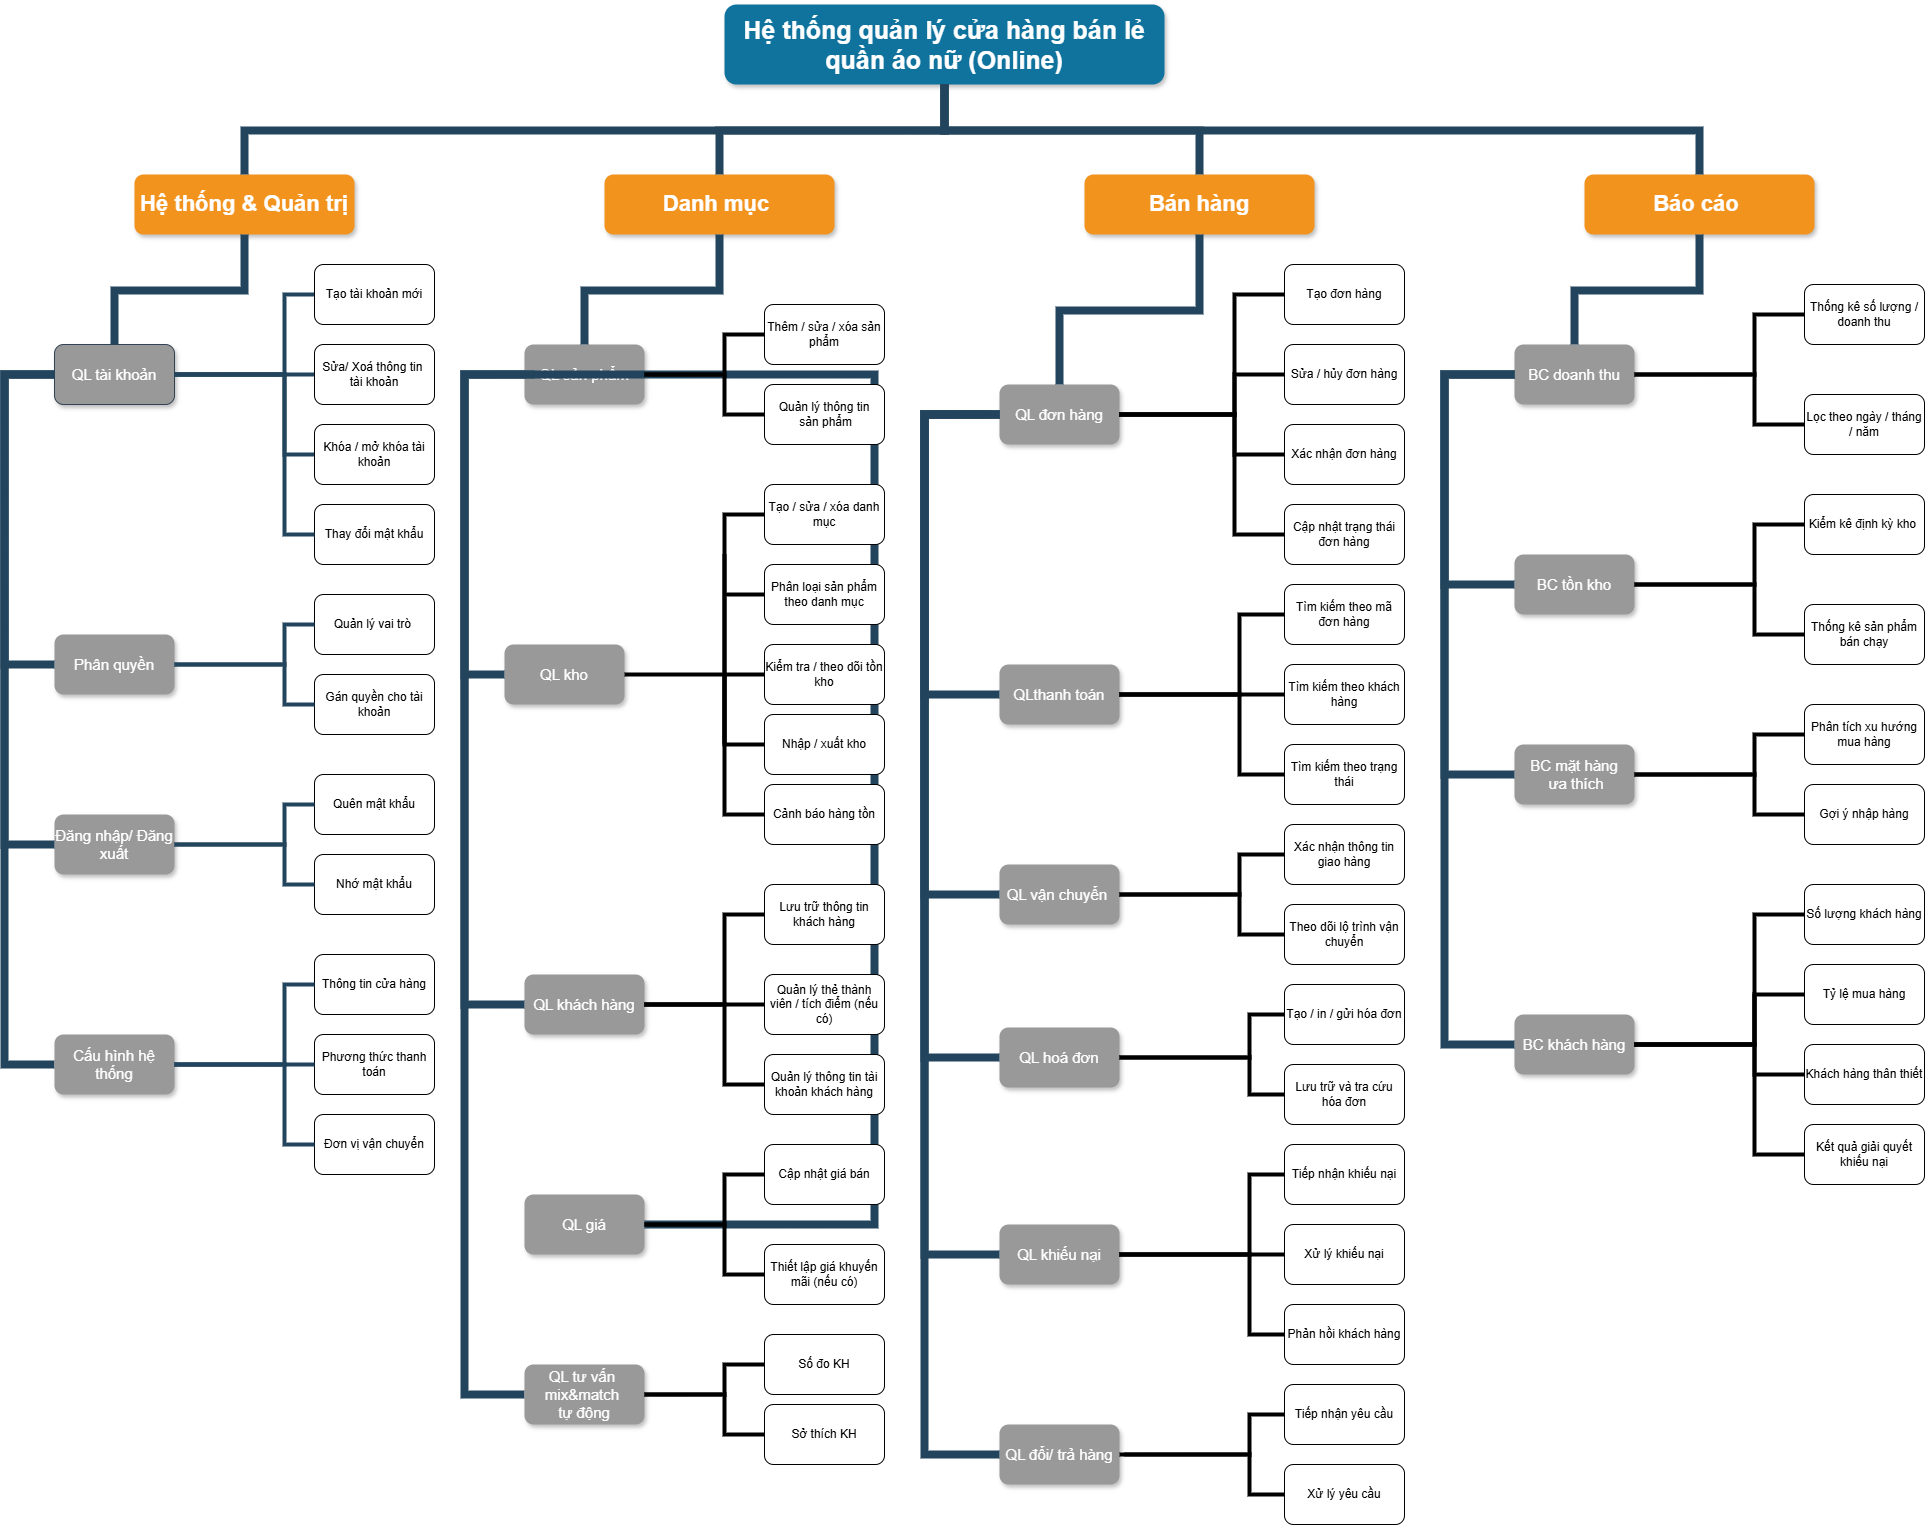 Hệ thống quản lý cửa hàng bán lẻ
quần áo nữ (Online)
Hệ thống & Quản trị
QL tài khoản
Tạo tài khoản mới
Sửa/ Xoá thông tin
tài khoản
Khóa / mở khóa tài
khoản
Thay đổi mật khẩu
Phân quyền
Quản lý vai trò
Gán quyền cho tài
khoản
Đăng nhập/ Đăng
xuất
Quên mật khẩu
Nhớ mật khẩu
Cấu hình hệ
thống
Thông tin cửa hàng
Phương thức thanh
toán
Đơn vị vận chuyển
Danh mục
QL sản phẩm
Thêm / sửa / xóa sản
phẩm
Quản lý thông tin
sản phẩm
QL kho
Tạo / sửa / xóa danh
mục
Phân loại sản phẩm
theo danh mục
Kiểm tra / theo dõi tồn
kho
Nhập / xuất kho
Cảnh báo hàng tồn
QL khách hàng
Lưu trữ thông tin
khách hàng
Quản lý thẻ thành
viên / tích điểm (nếu
có)
Quản lý thông tin tài
khoản khách hàng
QL giá
Cập nhật giá bán
Thiết lập giá khuyến
mãi (nếu có)
QL tư vấn
mix&match
tự động
Số đo KH
Sở thích KH
Bán hàng
QL đơn hàng
Tạo đơn hàng
Sửa / hủy đơn hàng
Xác nhận đơn hàng
Cập nhật trạng thái
đơn hàng
QLthanh toán
Tìm kiếm theo mã
đơn hàng
Tìm kiếm theo khách
hàng
Tìm kiếm theo trạng
thái
QL vận chuyển
Xác nhận thông tin
giao hàng
Theo dõi lộ trình vận
chuyển
QL hoá đơn
Tạo / in / gửi hóa đơn
Lưu trữ và tra cứu
hóa đơn
QL khiếu nại
Tiếp nhận khiếu nại
Xử lý khiếu nại
Phản hồi khách hàng
QL đổi/ trả hàng
Tiếp nhận yêu cầu
Xử lý yêu cầu
Báo cáo
BC doanh thu
Thống kê số lượng /
doanh thu
Lọc theo ngày / tháng
/ năm
BC tồn kho
Kiểm kê định kỳ kho
Thống kê sản phẩm
bán chạy
BC mặt hàng
ưa thích
Phân tích xu hướng
mua hàng
Gợi ý nhập hàng
BC khách hàng
Số lượng khách hàng
Tỷ lệ mua hàng
Khách hàng thân thiết
Kết quả giải quyết
khiếu nại